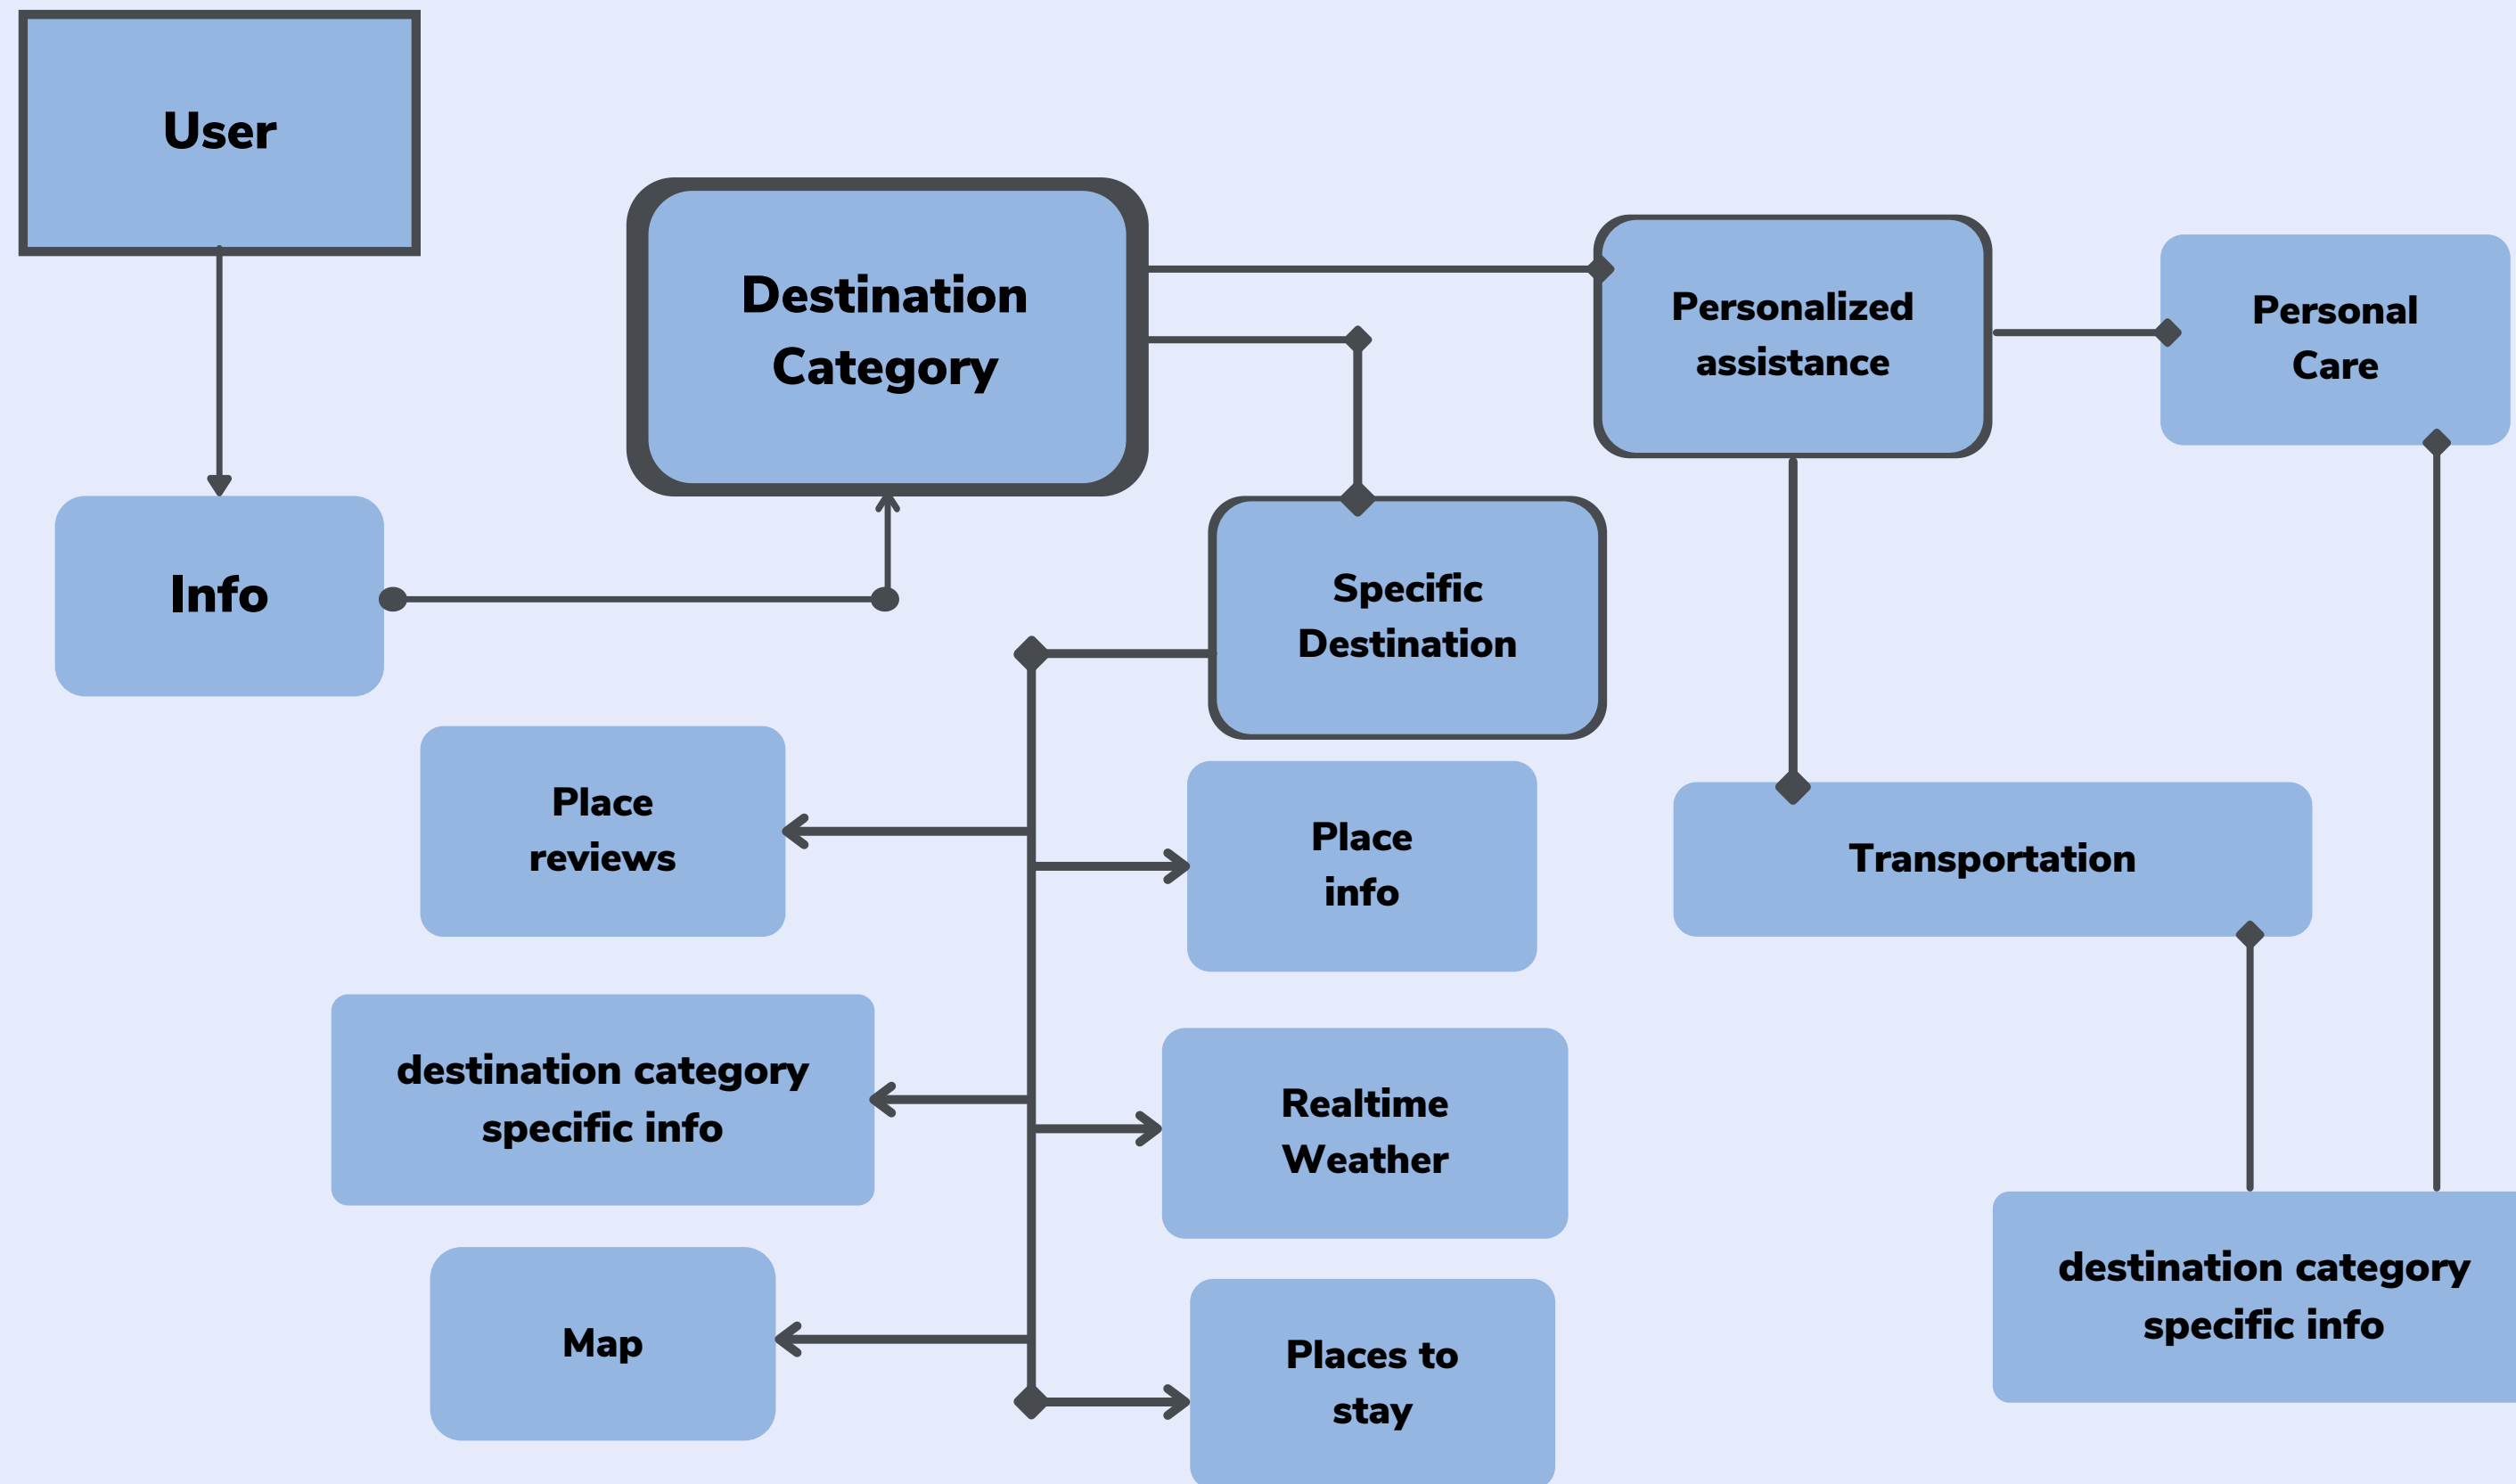 User
Destination
Category
Personalized
assistance
Personal
Care
Info
Specific
Destination
Place
reviews
Place
info
Transportation
destination category
specific info
Realtime
Weather
Map
Places to
stay
destination category
specific info